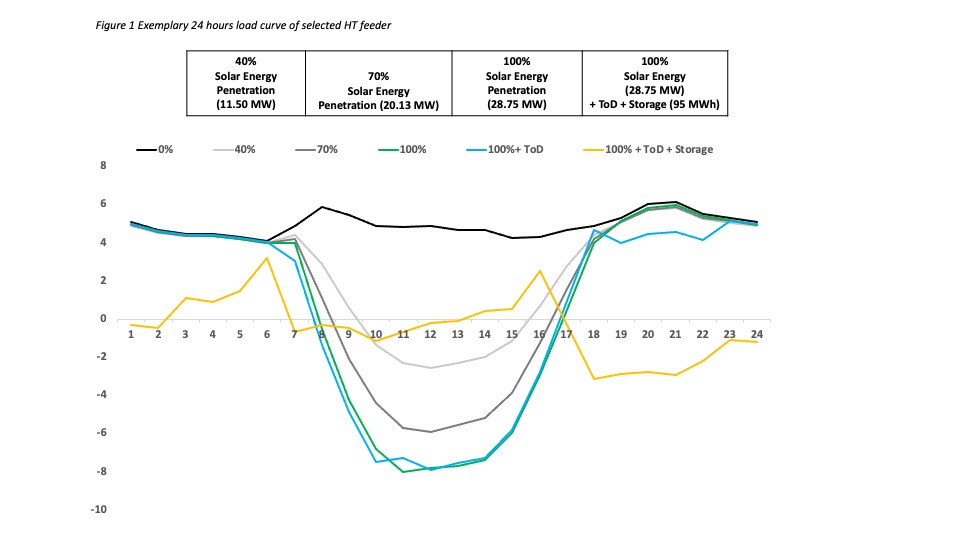 Figure 1 Exemplary 24 hours load curve of selected HT feeder
40%
Solar Energy
Penetration
(11.50 MW)
70%
Solar Energy
Penetration (20.13 MW)
100%
Solar Energy
Penetration
(28.75 MW)
100%
Solar Energy
(28.75 MW)
+ ToD + Storage (95 MWh)
0% 40% 70% 100% 100%+ ToD 100% + ToD + Storage
8
6
4
2
0
1 2 3 4 5 6 7 8 9 10 11 12 13 14 15 16 17 18 19 20 21 22 23 24
-2
-4
-6
-8
-10